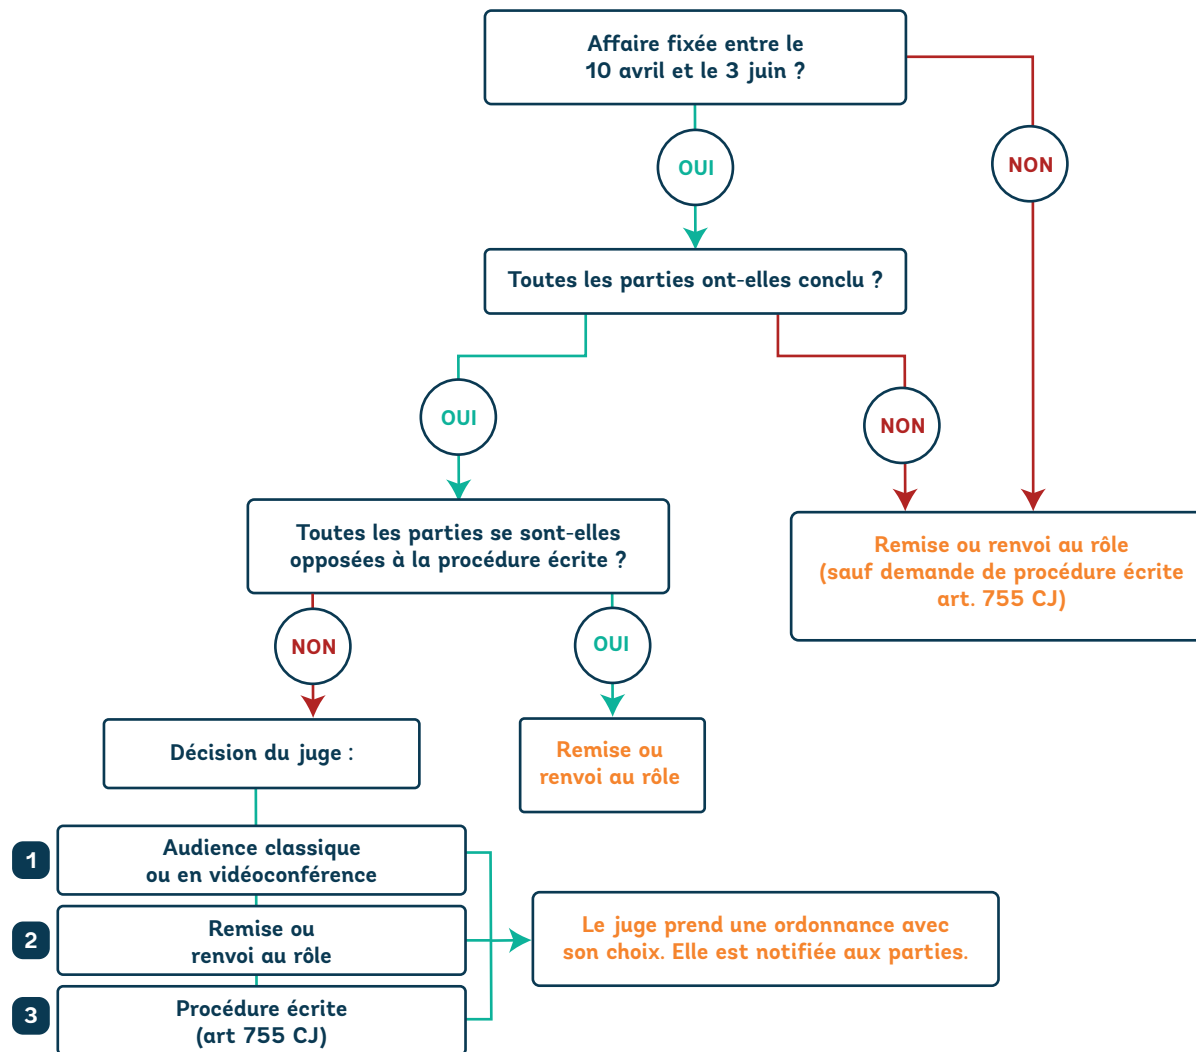 Affaire fixée entre le
10 avril et le 3 juin ?
OUI
NON
Toutes les parties ont-elles conclu ?
OUI
NON
Toutes les parties se sont-elles
opposées à la procédure écrite ?
Remise ou renvoi au rôle
(sauf demande de procédure écrite
art. 755 CJ)
NON
OUI
Décision du juge :
Remise ou
renvoi au rôle
1
Audience classique
ou en vidéoconférence
2
Remise ou
renvoi au rôle
Le juge prend une ordonnance avec
son choix. Elle est notifiée aux parties.
3
Procédure écrite
(art 755 CJ)